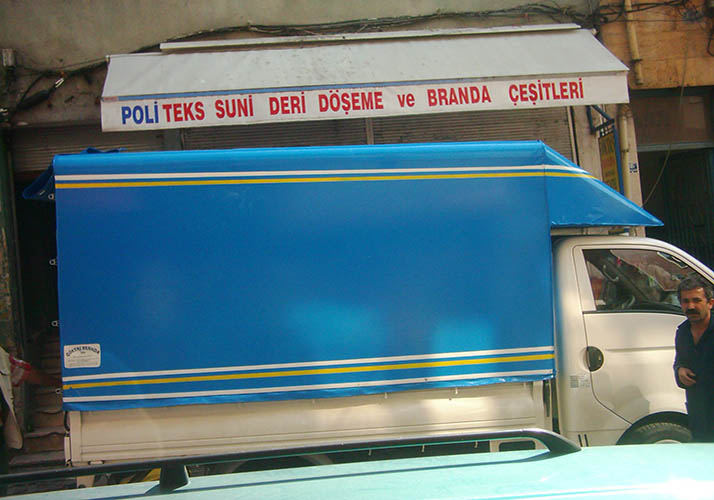 POLİ TEKS SUNİ DERİ DÖŞEME ve BRANDA ÇEŞİTLERİ